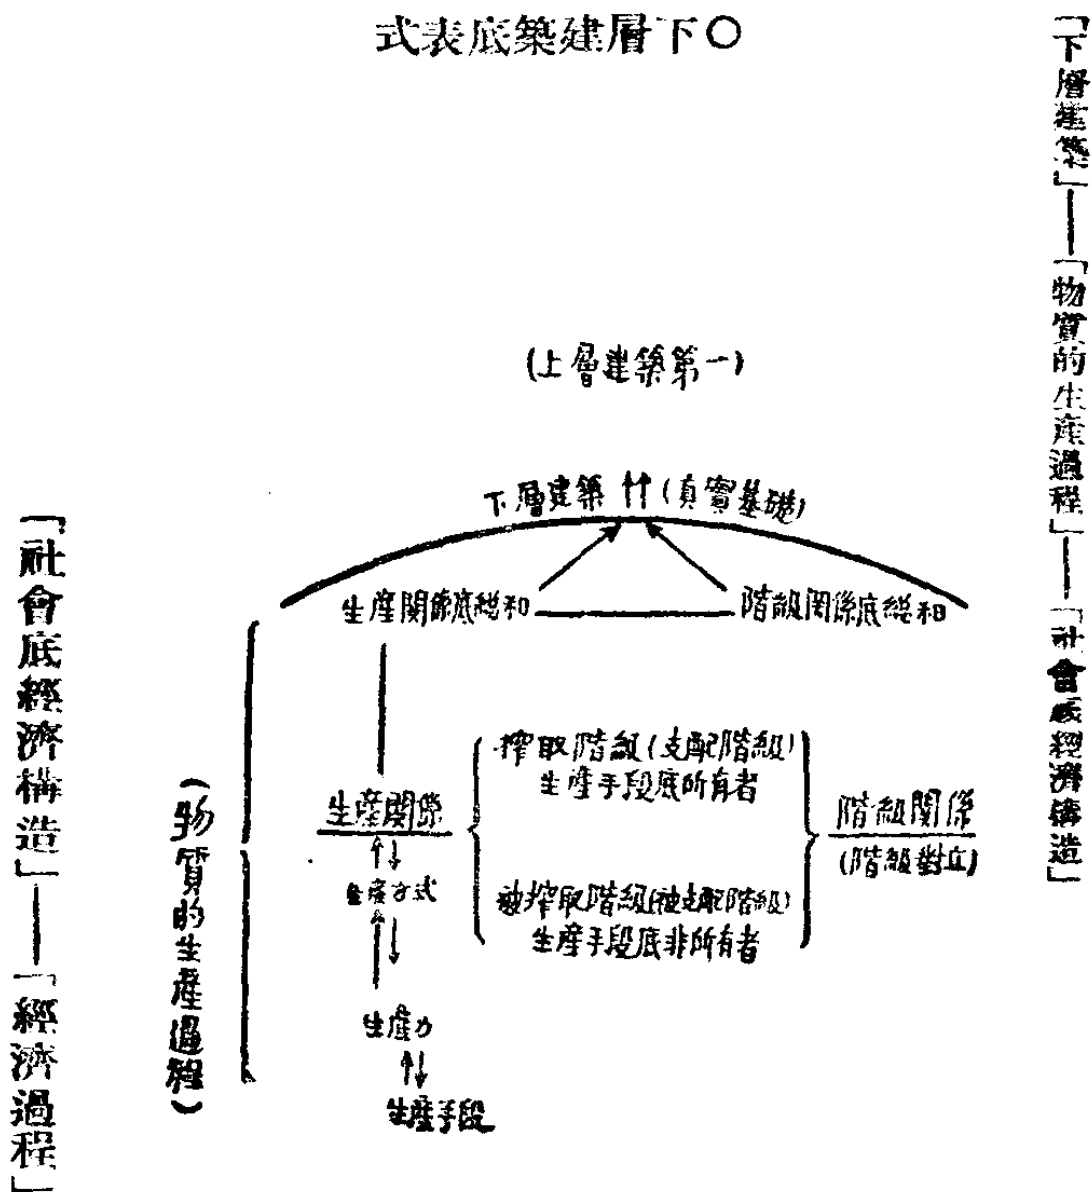 〇下層建築底表式
「下層建築」——「物質的生產過程」——「社會底經濟構造」
(上層建築第一)
下層建築 ⇈ (真實基礎)
生產關係底總和
階級関係底總和
生產關係
↑↓
生產方式
↑↓
生產力
↑↓
生產手段
搾取階級(支配階級)
生產手段底所有者
被搾取階級(被支配階級)
生產手段底非所有者
階級關係
(階級對立)
(物質的生產過程)
「社會底經濟構造」——「經濟過程」